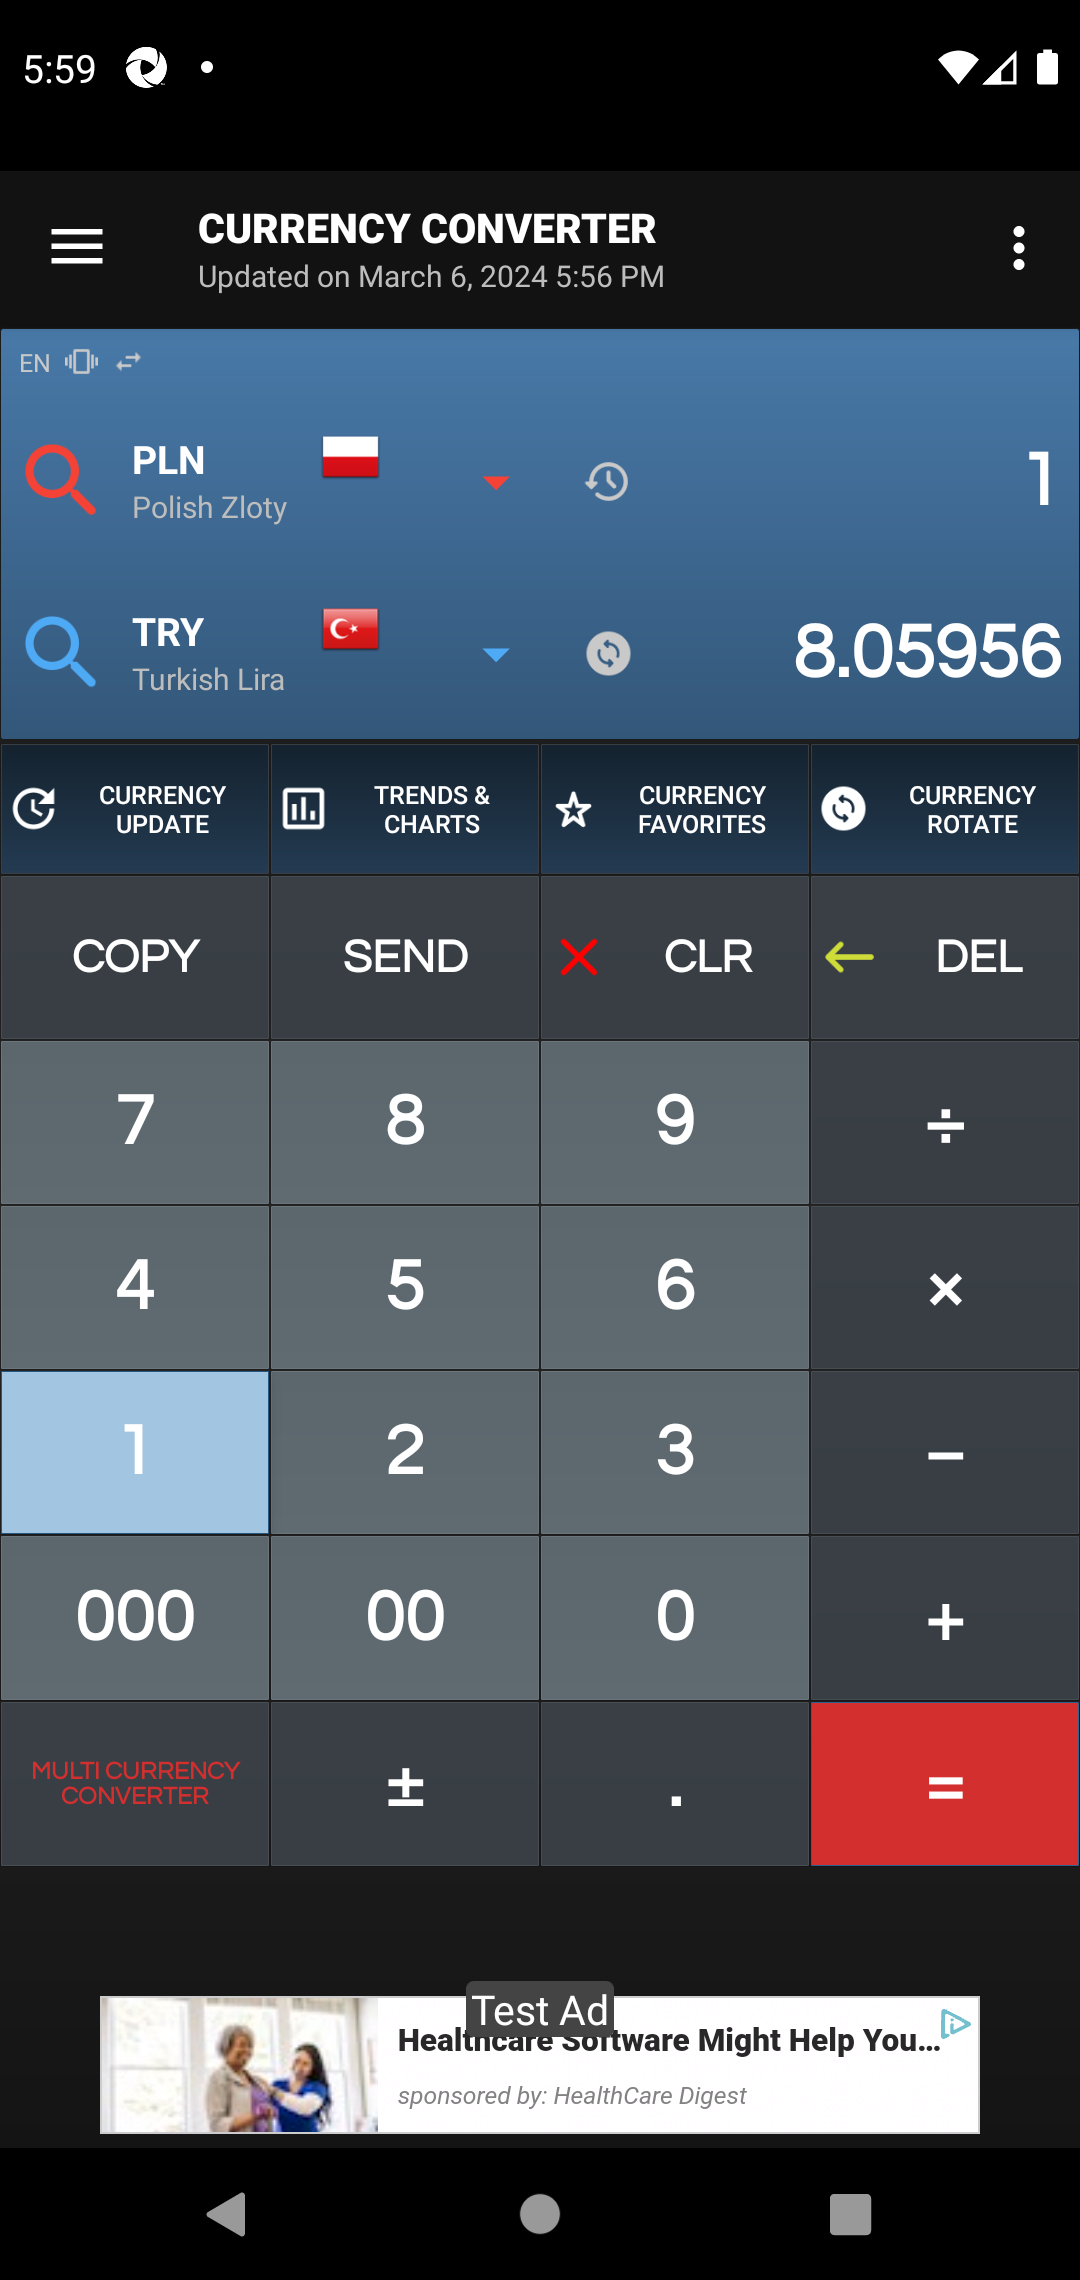 5:59
CURRENCY CONVERTER
Updated on March 6, 2024 5:56 PM
EN
PLN
Polish Zloty
1
TRY
Turkish Lira
8.05956
CURRENCY UPDATE
TRENDS & CHARTS
CURRENCY FAVORITES
CURRENCY ROTATE
COPY
SEND
CLR
DEL
7
8
9
÷
4
5
6
×
1
2
3
−
000
00
0
+
MULTI CURRENCY
CONVERTER
±
.
=
Test Ad
Healthcare Software Might Help You...
sponsored by: HealthCare Digest